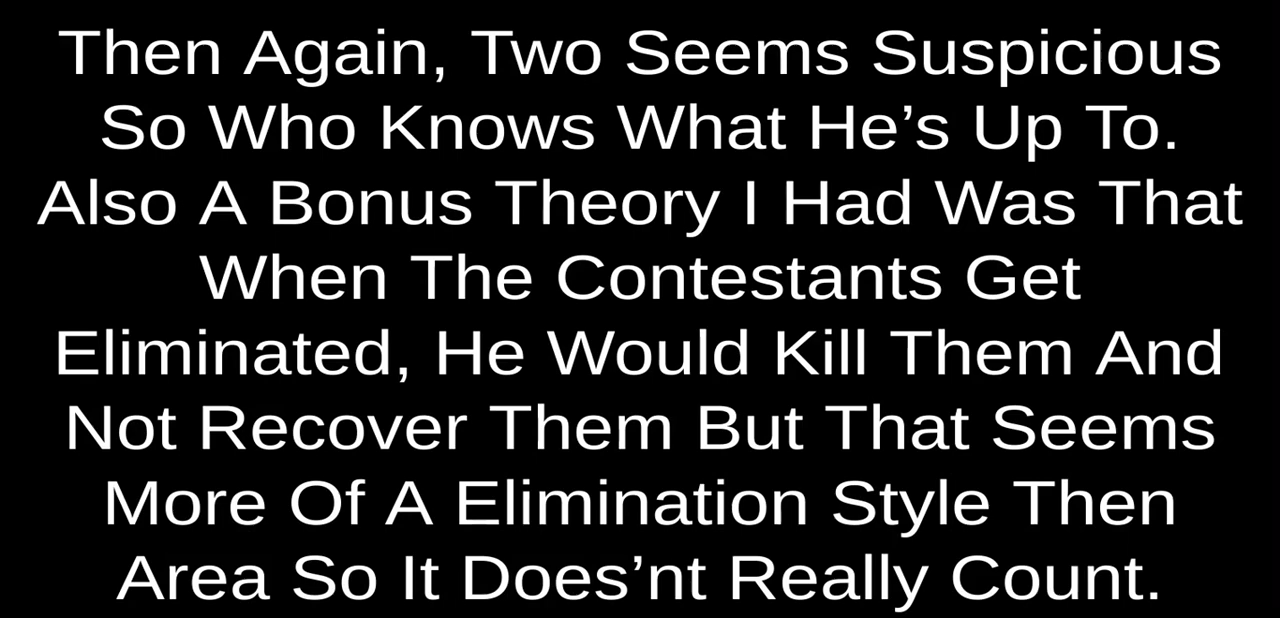 Then Again, Two Seems Suspicious
So Who Knows What He’s Up To.
Also A Bonus Theory I Had Was That
When The Contestants Get
Eliminated, He Would Kill Them And
Not Recover Them But That Seems
More Of A Elimination Style Then
Area So It Does’nt Really Count.